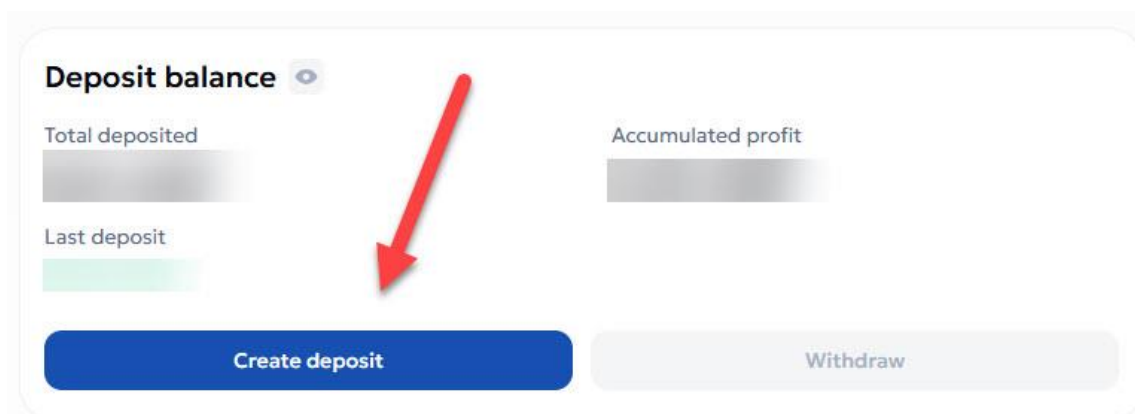 Deposit balance
Total deposited
Accumulated profit
Last deposit
Create deposit
Withdraw